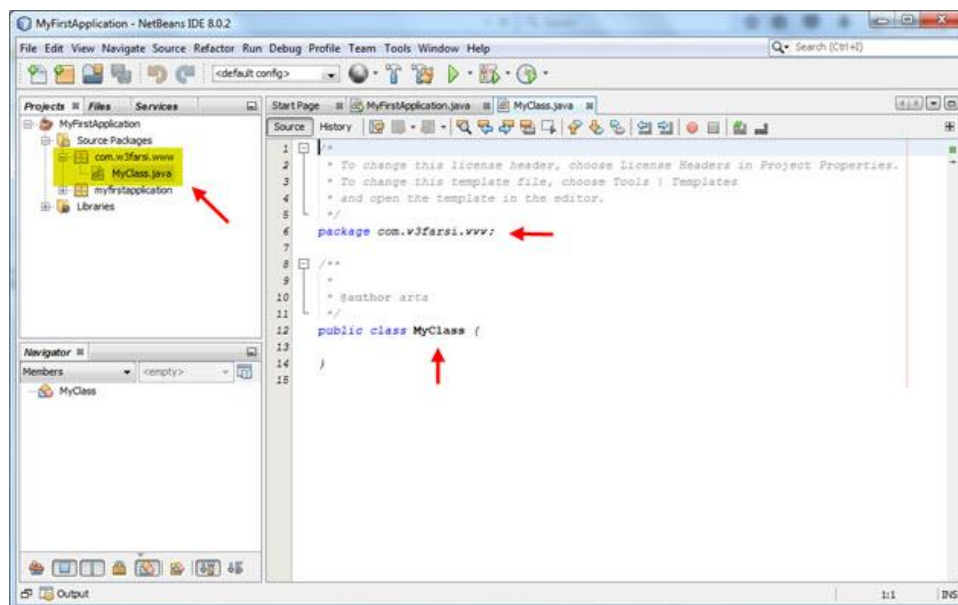 MyFirstApplication - NetBeans IDE 8.0.2
File Edit View Navigate Source Refactor Run Debug Profile Team Tools Window Help
Search (Ctrl+I)
<default config>
Projects Files Services
MyFirstApplication
Source Packages
com.w3farsi.www
MyClass.java
myfirstapplication
Libraries
Start Page MyFirstApplication.java MyClass.java
Source History
1 /*
2 * To change this license header, choose License Headers in Project Properties.
3 * To change this template file, choose Tools | Templates
4 * and open the template in the editor.
5 */
6 package com.w3farsi.www;
7
8 /**
9 *
10 * @author arta
11 */
12 public class MyClass {
13
14 }
15
Navigator
Members <empty>
MyClass
Output
1:1 INS